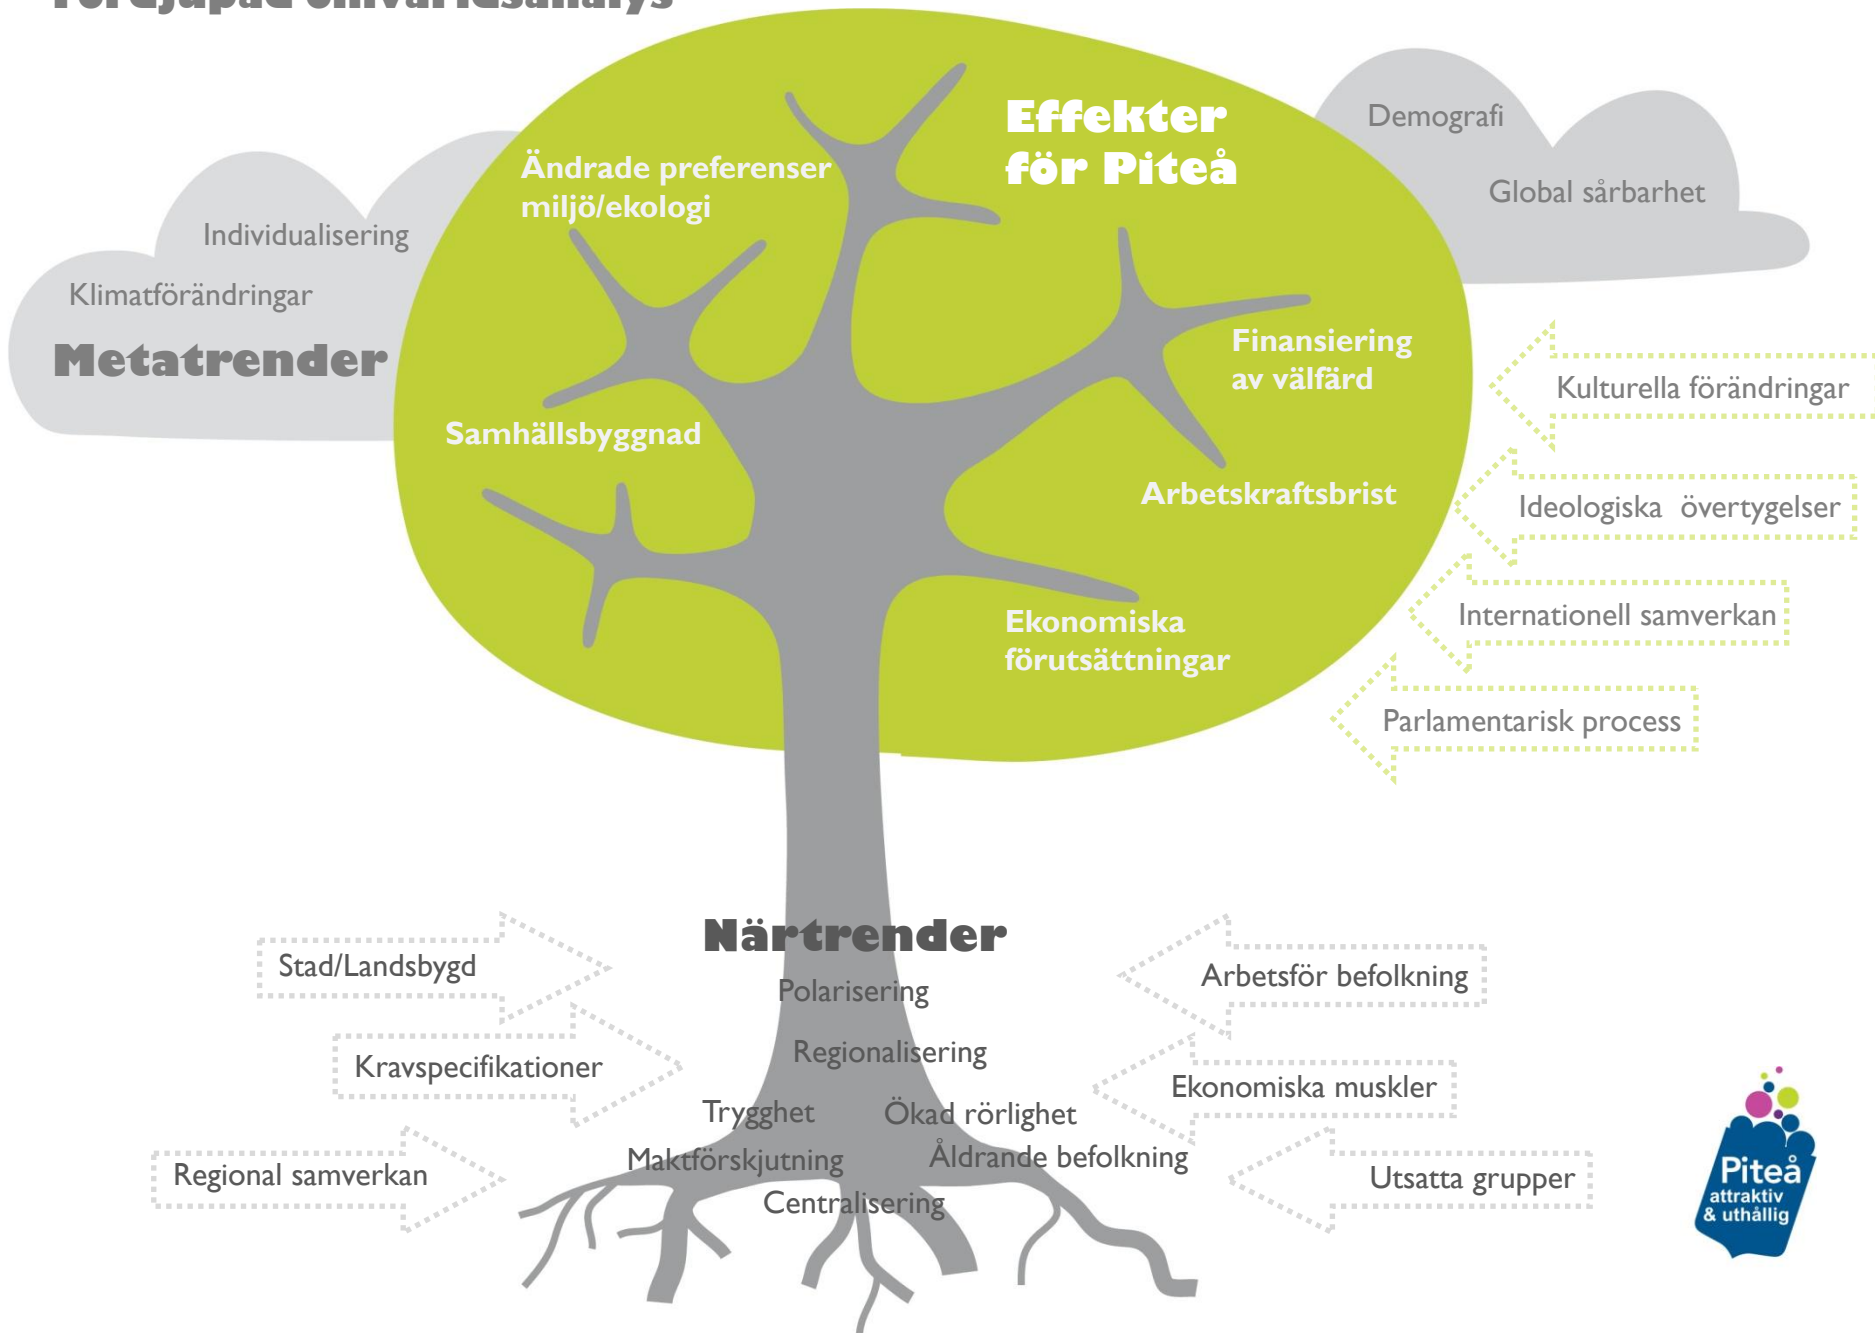 Fördjupad omvärldsanalys
Effekter
för Piteå
Demografi
Global sårbarhet
Ändrade preferenser
miljö/ekologi
Individualisering
Klimatförändringar
Metatrender
Finansiering
av välfärd
Samhällsbyggnad
Arbetskraftsbrist
Ekonomiska
förutsättningar
Kulturella förändringar
Ideologiska övertygelser
Internationell samverkan
Parlamentarisk process
Närtrender
Polarisering
Regionalisering
Trygghet
Ökad rörlighet
Maktförskjutning
Åldrande befolkning
Centralisering
Stad/Landsbygd
Kravspecifikationer
Regional samverkan
Arbetsför befolkning
Ekonomiska muskler
Utsatta grupper
Piteå
attraktiv
& uthållig